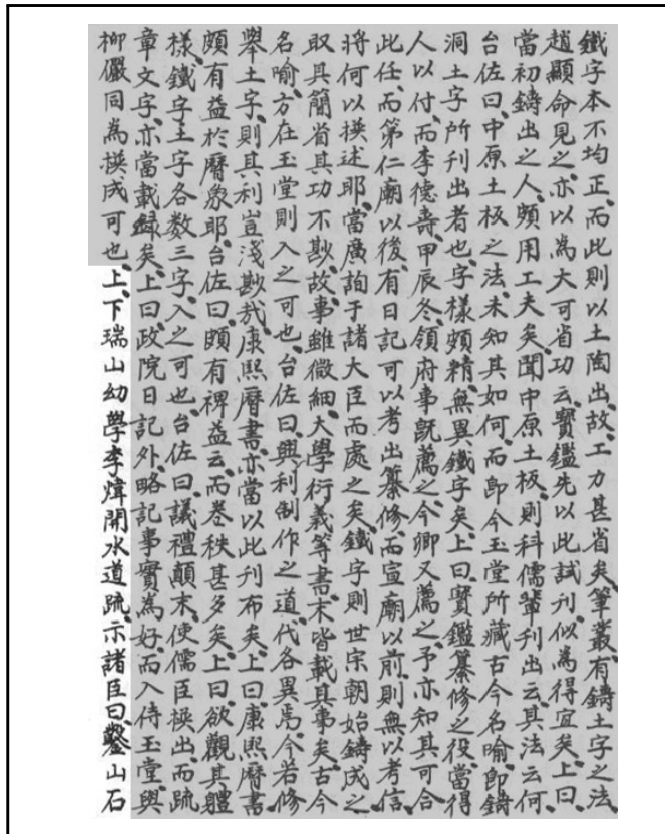 鐵字本不均正、而此則以土陶出故、工力甚省矣、筆叢、有鑄土字之法、
趙顯命見之、亦以為大可省功云、寶鑑先以此試刊似為得宜矣、上曰、
當初鑄出之人、頗用工夫矣、聞中原土板、則科儒輩刊出云、其法云何、
台佐曰、中原土板之法、未知其如何、而卽今玉堂所藏古今名喻、卽鑄
洞土字所刊出者也、字樣頗精、無異鐵字矣、上曰、寶鑑纂修之役、當得
人以付、而李德壽、甲辰冬、領府事旣薦之、今卿又薦之、予亦知其可合
此任、而第仁廟以後、有日記可以考出纂修、而宣廟以前、則無以考信、
將何以模述耶、當廣詢于諸大臣而處之矣、鐵字則世宗朝始鑄成之、
取其簡省其功不尠、故事雖微細、大學衍義等書、末皆載其事矣、古今
名喻、方在玉堂則入之可也、台佐曰、興利制作之道、代各異焉、今若修
擧土字、則其利豈淺尠哉、康熙曆書、亦當以此刊布矣、上曰、康熙曆書、
頗有益於曆象耶、台佐曰、頗有裨益云、而卷秩甚多矣、上曰、欲觀其體
樣、鐵字土字各數三字、入之可也、台佐曰、議禮顛末、使儒臣模出、而疏
章文字、亦當載錄矣、上曰、政院日記外、略記事實為好、而入侍玉堂、與
柳儼同為模成可也、上、下瑞山幼學李煒開水道疏、示諸臣曰、鑿山石